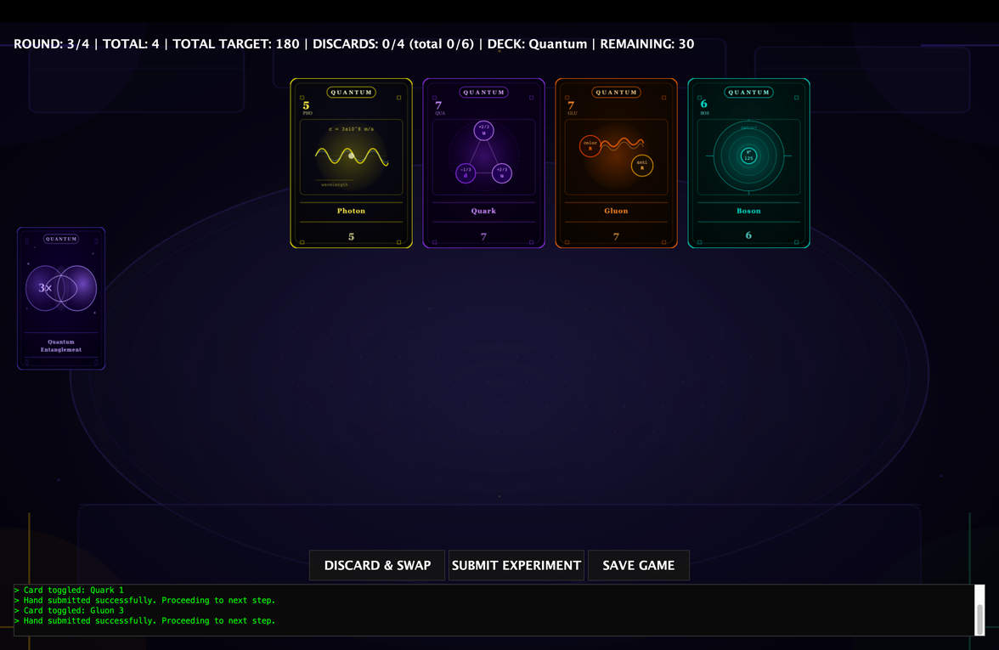 ROUND: 3/4 | TOTAL: 4 | TOTAL TARGET: 180 | DISCARDS: 0/4 (total 0/6) | DECK: Quantum | REMAINING: 30
QUANTUM
5
PHO
c = 3x10^8 m/s
wavelength
Photon
5
QUANTUM
7
QUA
+2/3
u
-1/3
d
+2/3
u
Quark
7
QUANTUM
7
GLU
color
R
anti
R
Gluon
7
QUANTUM
6
BOS
H°
125
Boson
6
QUANTUM
3×
Quantum
Entanglement
DISCARD & SWAP
SUBMIT EXPERIMENT
SAVE GAME
> Card toggled: Quark 1
> Hand submitted successfully. Proceeding to next step.
> Card toggled: Gluon 3
> Hand submitted successfully. Proceeding to next step.